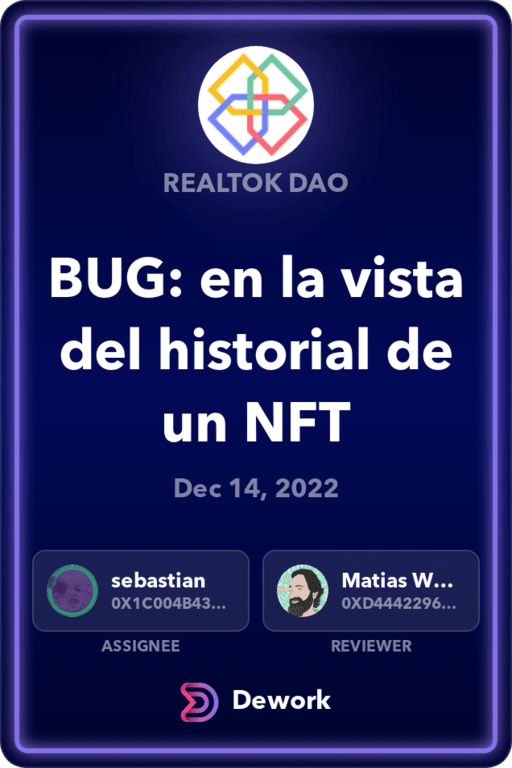 REALTOK DAO
BUG: en la vista
del historial de
un NFT
Dec 14, 2022
sebastian
0X1C004B43...
ASSIGNEE
Matias W...
0XD4442296...
REVIEWER
Dework